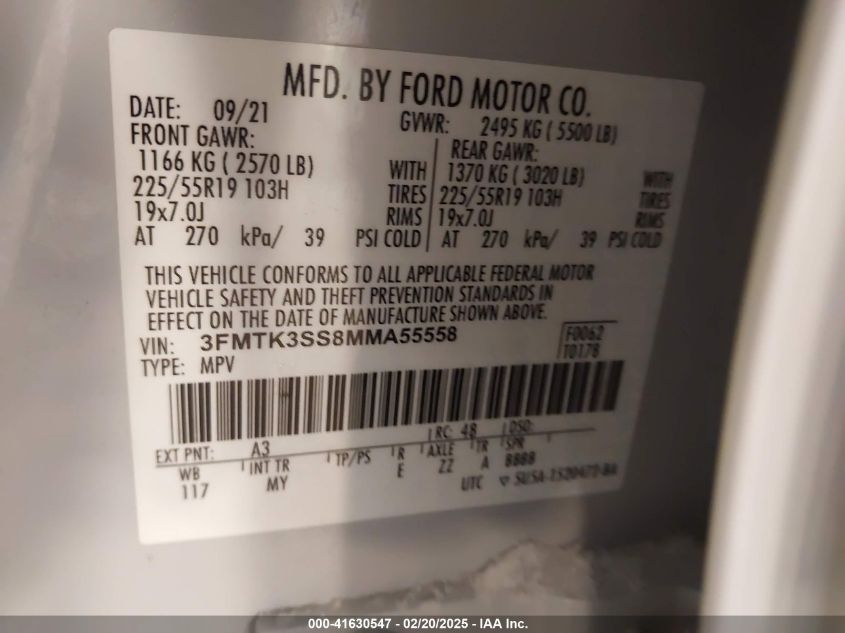 MFD. BY FORD MOTOR CO.
DATE: 09/21 GVWR: 2495 KG ( 5500 LB)
FRONT GAWR: REAR GAWR:
1166 KG ( 2570 LB) WITH 1370 KG ( 3020 LB) WITH
225/55R19 103H TIRES 225/55R19 103H TIRES
19x7.0J RIMS 19x7.0J RIMS
AT 270 kPa/ 39 PSI COLD AT 270 kPa/ 39 PSI COLD
THIS VEHICLE CONFORMS TO ALL APPLICABLE FEDERAL MOTOR
VEHICLE SAFETY AND THEFT PREVENTION STANDARDS IN
EFFECT ON THE DATE OF MANUFACTURE SHOWN ABOVE.
VIN: 3FMTK3SS8MMA55558 F0062
TYPE: MPV T0178
EXT PNT: A3 RC: 48 DSO:
WB INT TR TP/PS R AXLE TR SPR
117 MY E ZZ A 8888
UTC
000-41630547 - 02/20/2025 - IAA Inc.